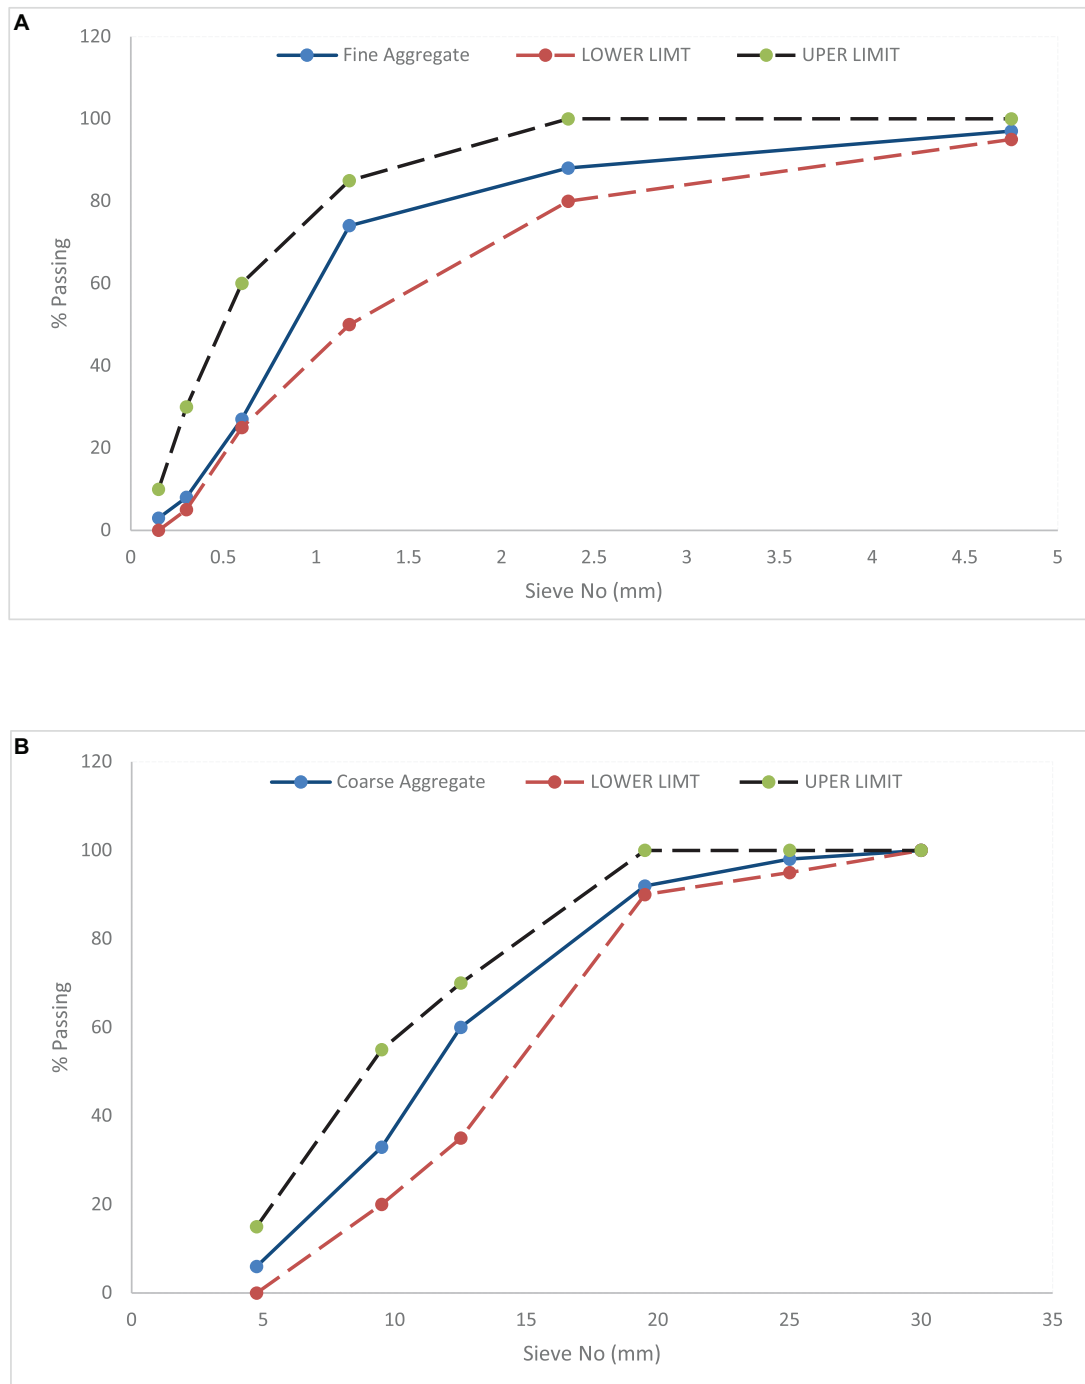 A
120
Fine Aggregate LOWER LIMT UPER LIMIT
100
80
60
40
20
0
% Passing
0 0.5 1 1.5 2 2.5 3 3.5 4 4.5 5
Sieve No (mm)
B
120
Coarse Aggregate LOWER LIMT UPER LIMIT
100
80
60
40
20
0
% Passing
0 5 10 15 20 25 30 35
Sieve No (mm)